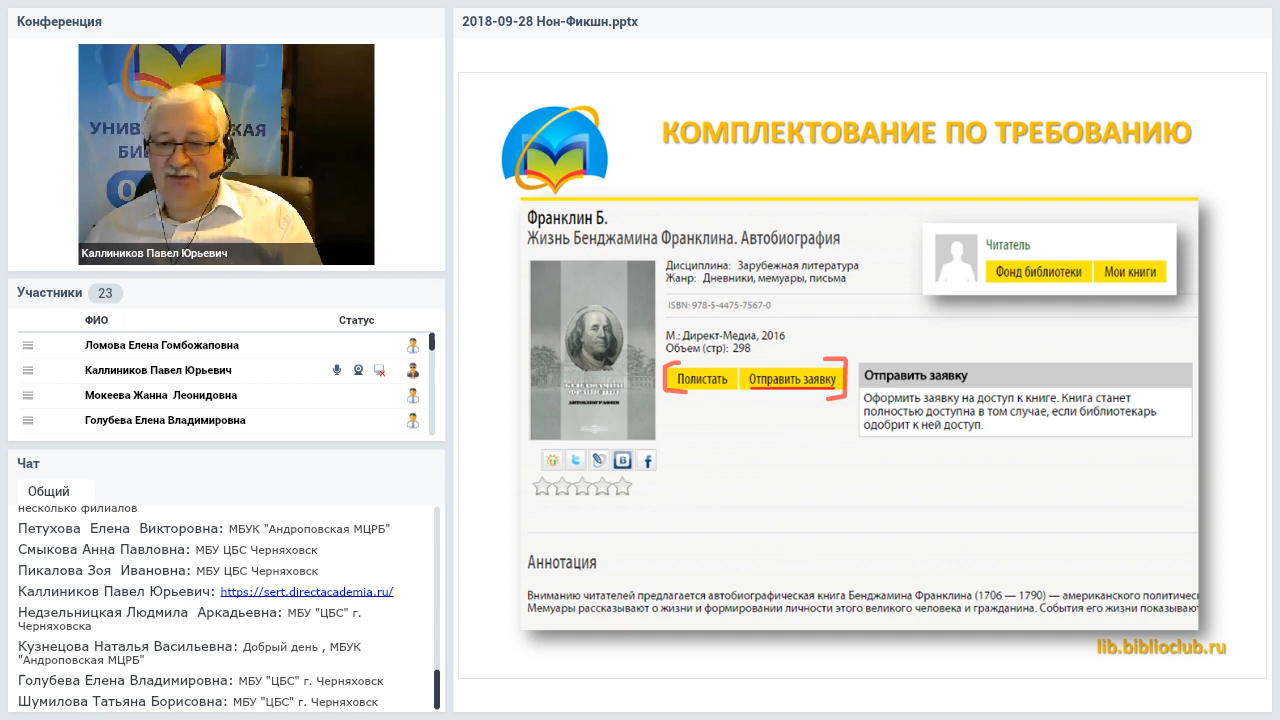 Конференция
УНИВ
СКАЯ
БИ
А
Каллиников Павел Юрьевич
Участники 23
ФИО Статус
Ломова Елена Гомбожаповна
Каллиников Павел Юрьевич
Мокеева Жанна Леонидовна
Голубева Елена Владимировна
Чат
Общий
несколько филиалов
Петухова Елена Викторовна: МБУК "Андроповская МЦРБ"
Смыкова Анна Павловна: МБУ ЦБС Черняховск
Пикалова Зоя Ивановна: МБУ ЦБС Черняховск
Каллиников Павел Юрьевич: https://sert.directacademia.ru/
Недзельницкая Людмила Аркадьевна: МБУ "ЦБС" г.
Черняховска
Кузнецова Наталья Васильевна: Добрый день , МБУК
"Андроповская МЦРБ"
Голубева Елена Владимировна: МБУ "ЦБС" г. Черняховск
Шумилова Татьяна Борисовна: МБУ "ЦБС" г. Черняховск
2018-09-28 Нон-Фикшн.pptx
КОМПЛЕКТОВАНИЕ ПО ТРЕБОВАНИЮ
Франклин Б.
Жизнь Бенджамина Франклина. Автобиография
Читатель
Фонд библиотеки Мои книги
Дисциплина: Зарубежная литература
Жанр: Дневники, мемуары, письма
ISBN: 978-5-4475-7567-0
М.: Директ-Медиа, 2016
Объем (стр): 298
Полистать Отправить заявку
БЕНДЖАМИН
ФРАНКЛИН
АВТОБИОГРАФИЯ
Отправить заявку
Оформить заявку на доступ к книге. Книга станет
полностью доступна в том случае, если библиотекарь
одобрит к ней доступ.
Аннотация
Вниманию читателей предлагается автобиографическая книга Бенджамина Франклина (1706 — 1790) — американского политичес
Мемуары рассказывают о жизни и формировании личности этого великого человека и гражданина. События его жизни показываю
lib.biblioclub.ru